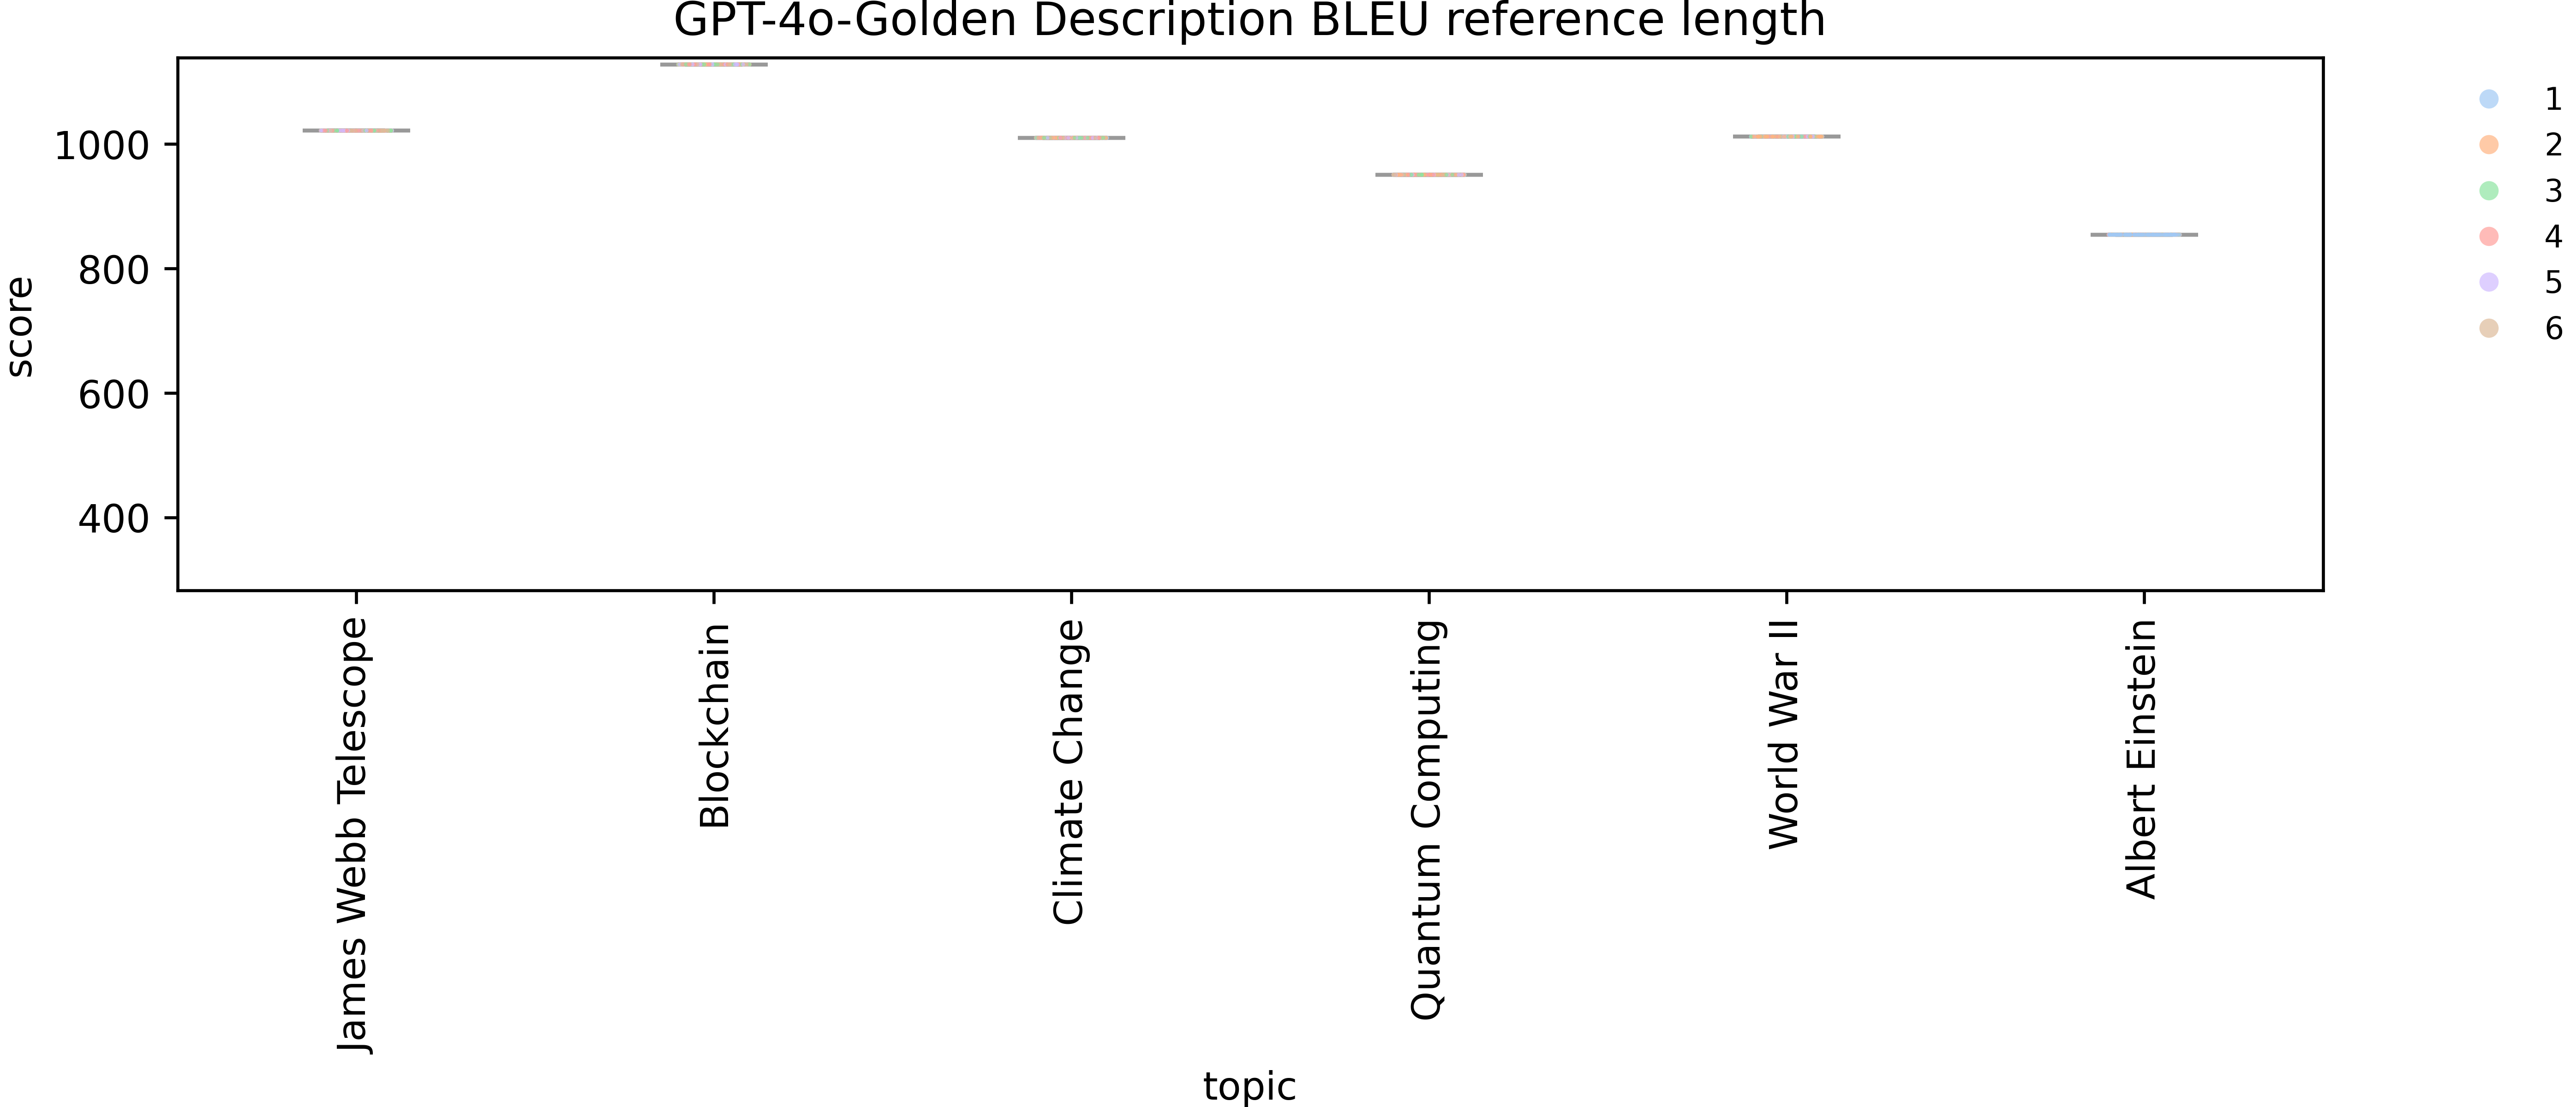 GPT-4o-Golden Description BLEU reference length
score
1000
800
600
400
1
2
3
4
5
6
James Webb Telescope
Blockchain
Climate Change
Quantum Computing
World War II
Albert Einstein
topic